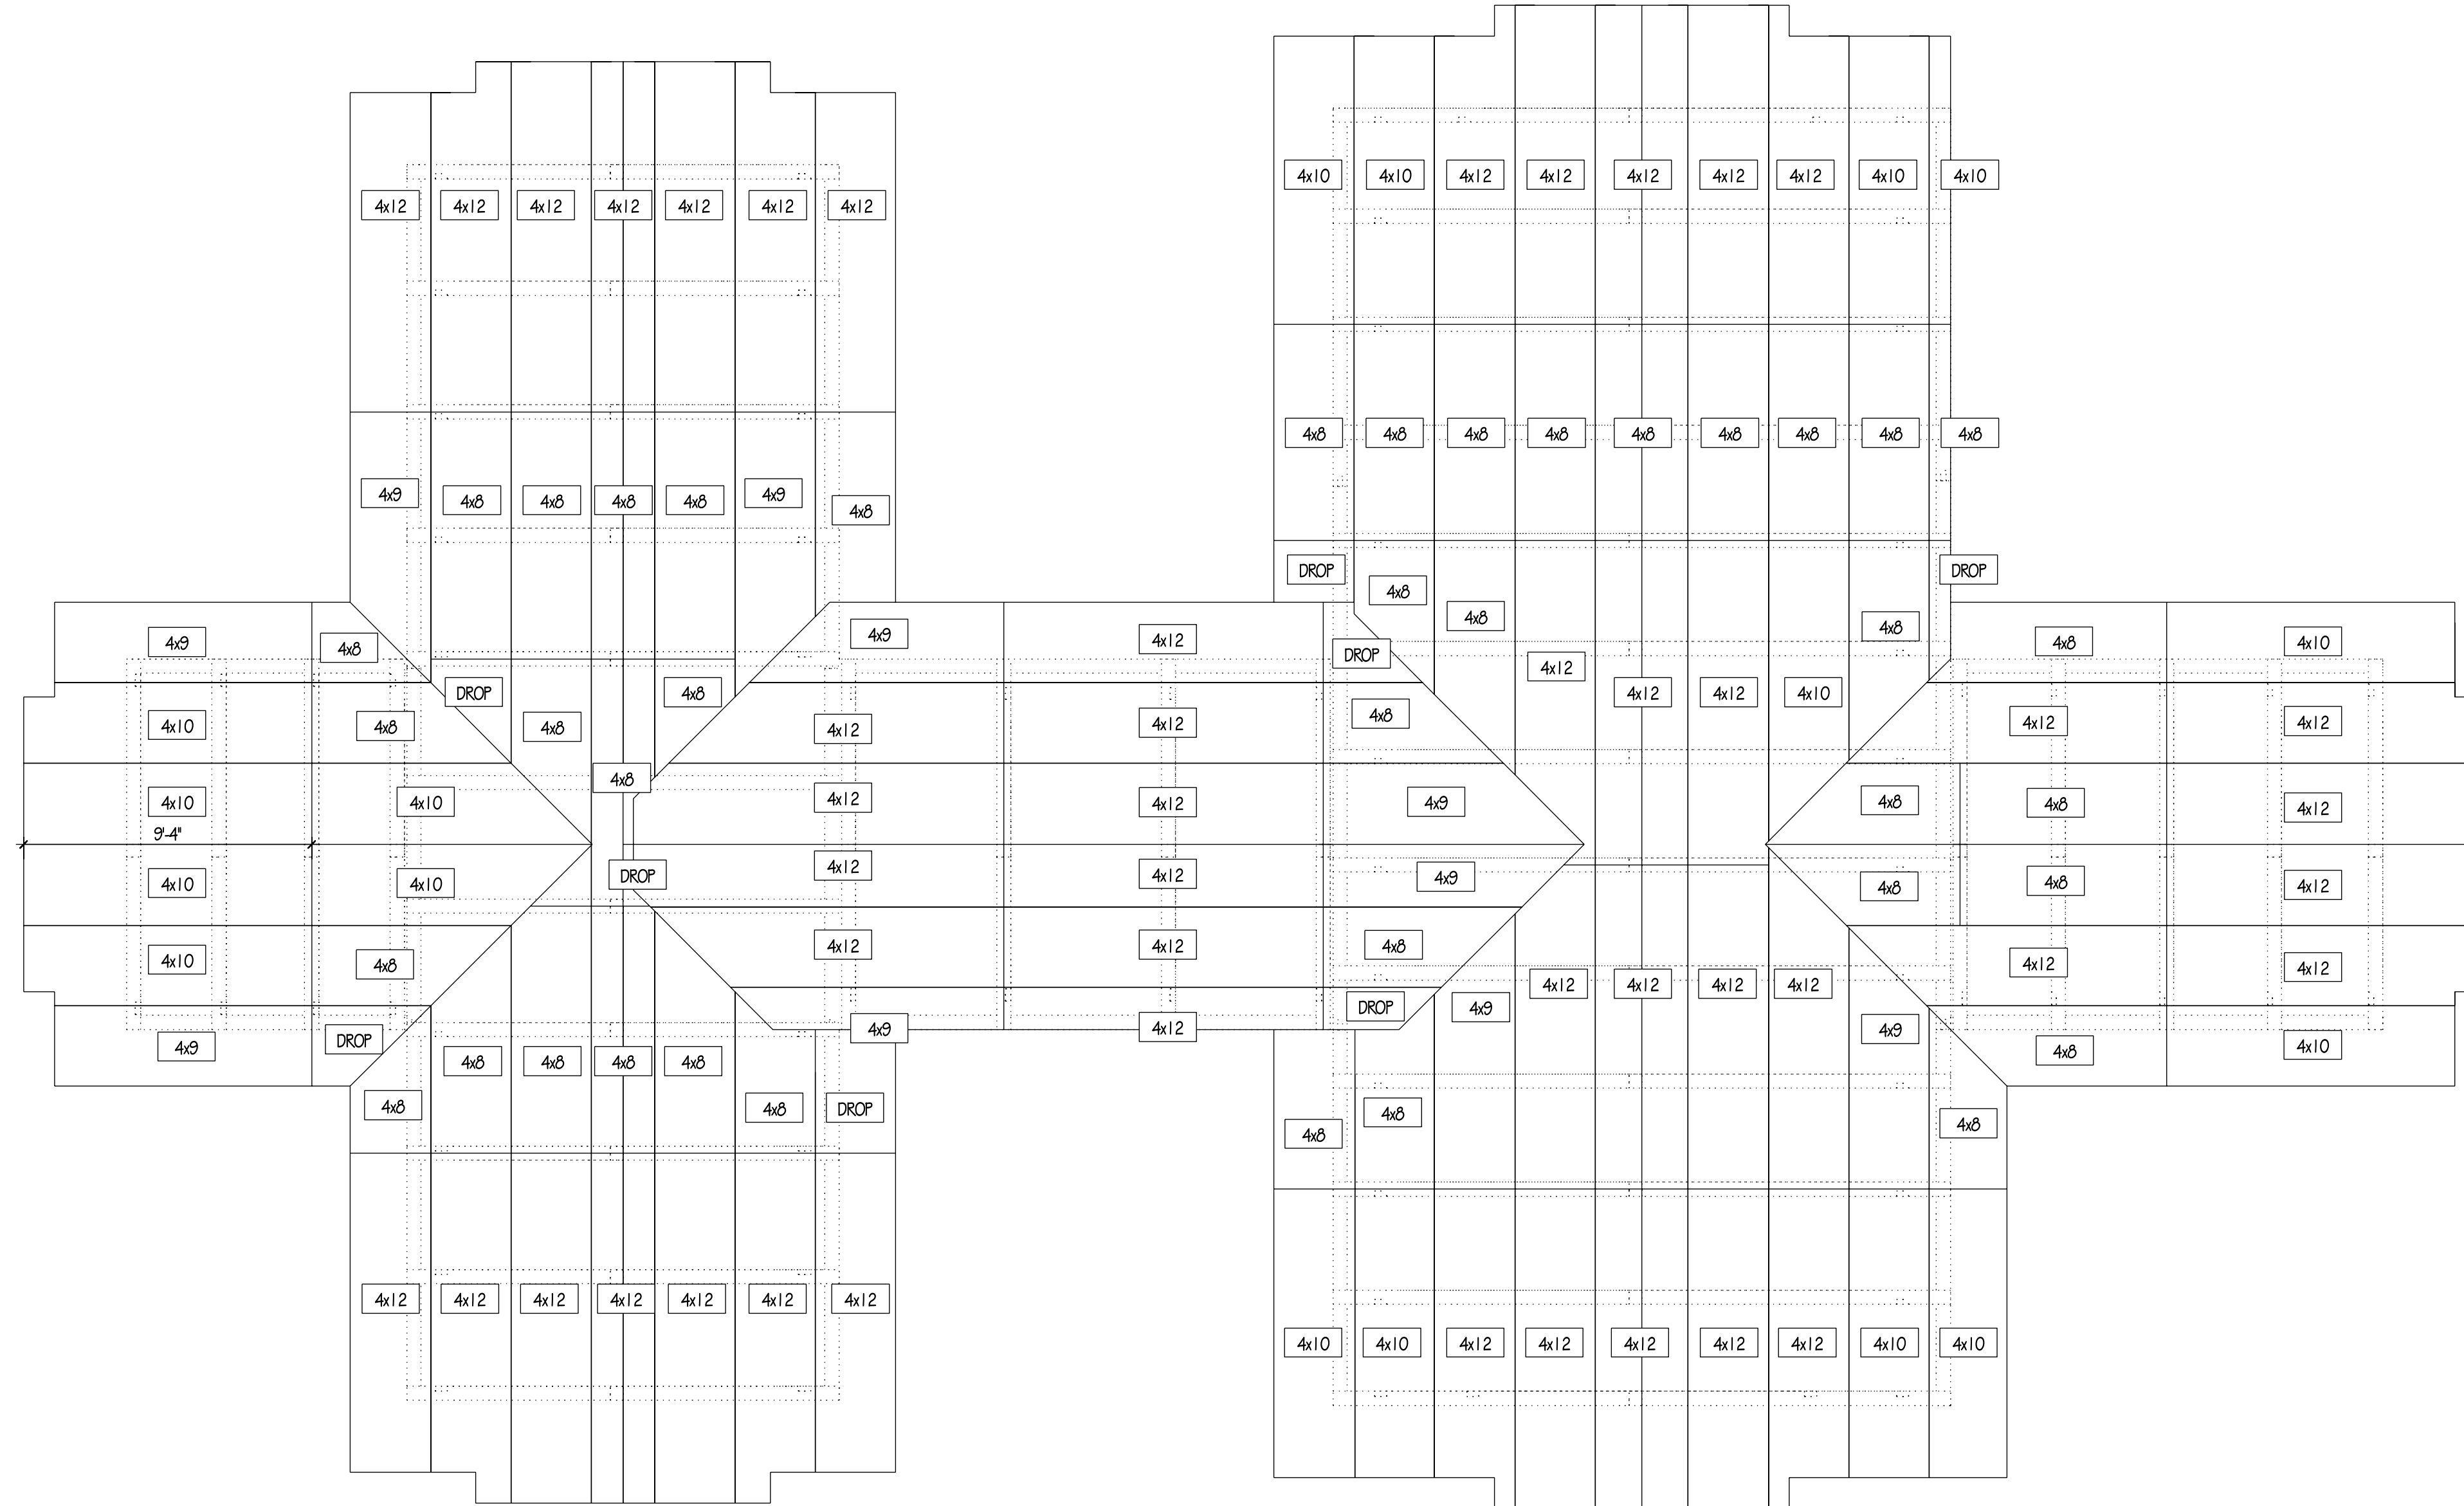 4x10 4x10 4x12 4x12 4x12 4x12 4x12 4x10 4x10
4x12 4x12 4x12 4x12 4x12 4x12 4x12
4x8 4x8 4x8 4x8 4x8 4x8 4x8 4x8 4x8
4x9 4x8 4x8 4x8 4x8 4x9 4x8
DROP DROP
4x8
4x8
4x8
4x9 4x8 4x9 4x12 DROP 4x8 4x10
4x12
DROP 4x8 4x12 4x12 4x10
4x10 4x8 4x8 4x12 4x12 4x8 4x12 4x12
4x8
4x10 4x10 4x12 4x12 4x9 4x8 4x8 4x12
9'-4"
4x10 4x10 DROP 4x12 4x12 4x9 4x8 4x8 4x12
4x10 4x8 4x12 4x12 4x8 4x12 4x12
4x12 4x12 4x12 4x12
DROP 4x9
4x9 DROP 4x9 4x12 4x9 4x8 4x10
4x8 4x8 4x8 4x8
4x8 4x8 DROP 4x8 4x8
4x8
4x12 4x12 4x12 4x12 4x12 4x12 4x12
4x10 4x10 4x12 4x12 4x12 4x12 4x12 4x10 4x10